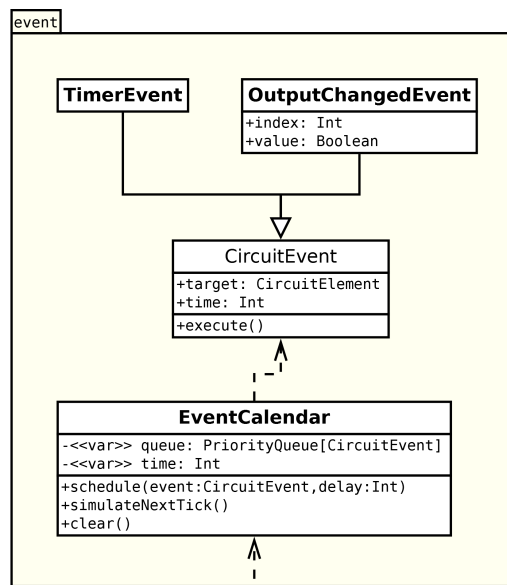 event
TimerEvent
OutputChangedEvent
+index: Int
+value: Boolean
CircuitEvent
+target: CircuitElement
+time: Int
+execute()
EventCalendar
-<<var>> queue: PriorityQueue[CircuitEvent]
-<<var>> time: Int
+schedule(event:CircuitEvent,delay:Int)
+simulateNextTick()
+clear()